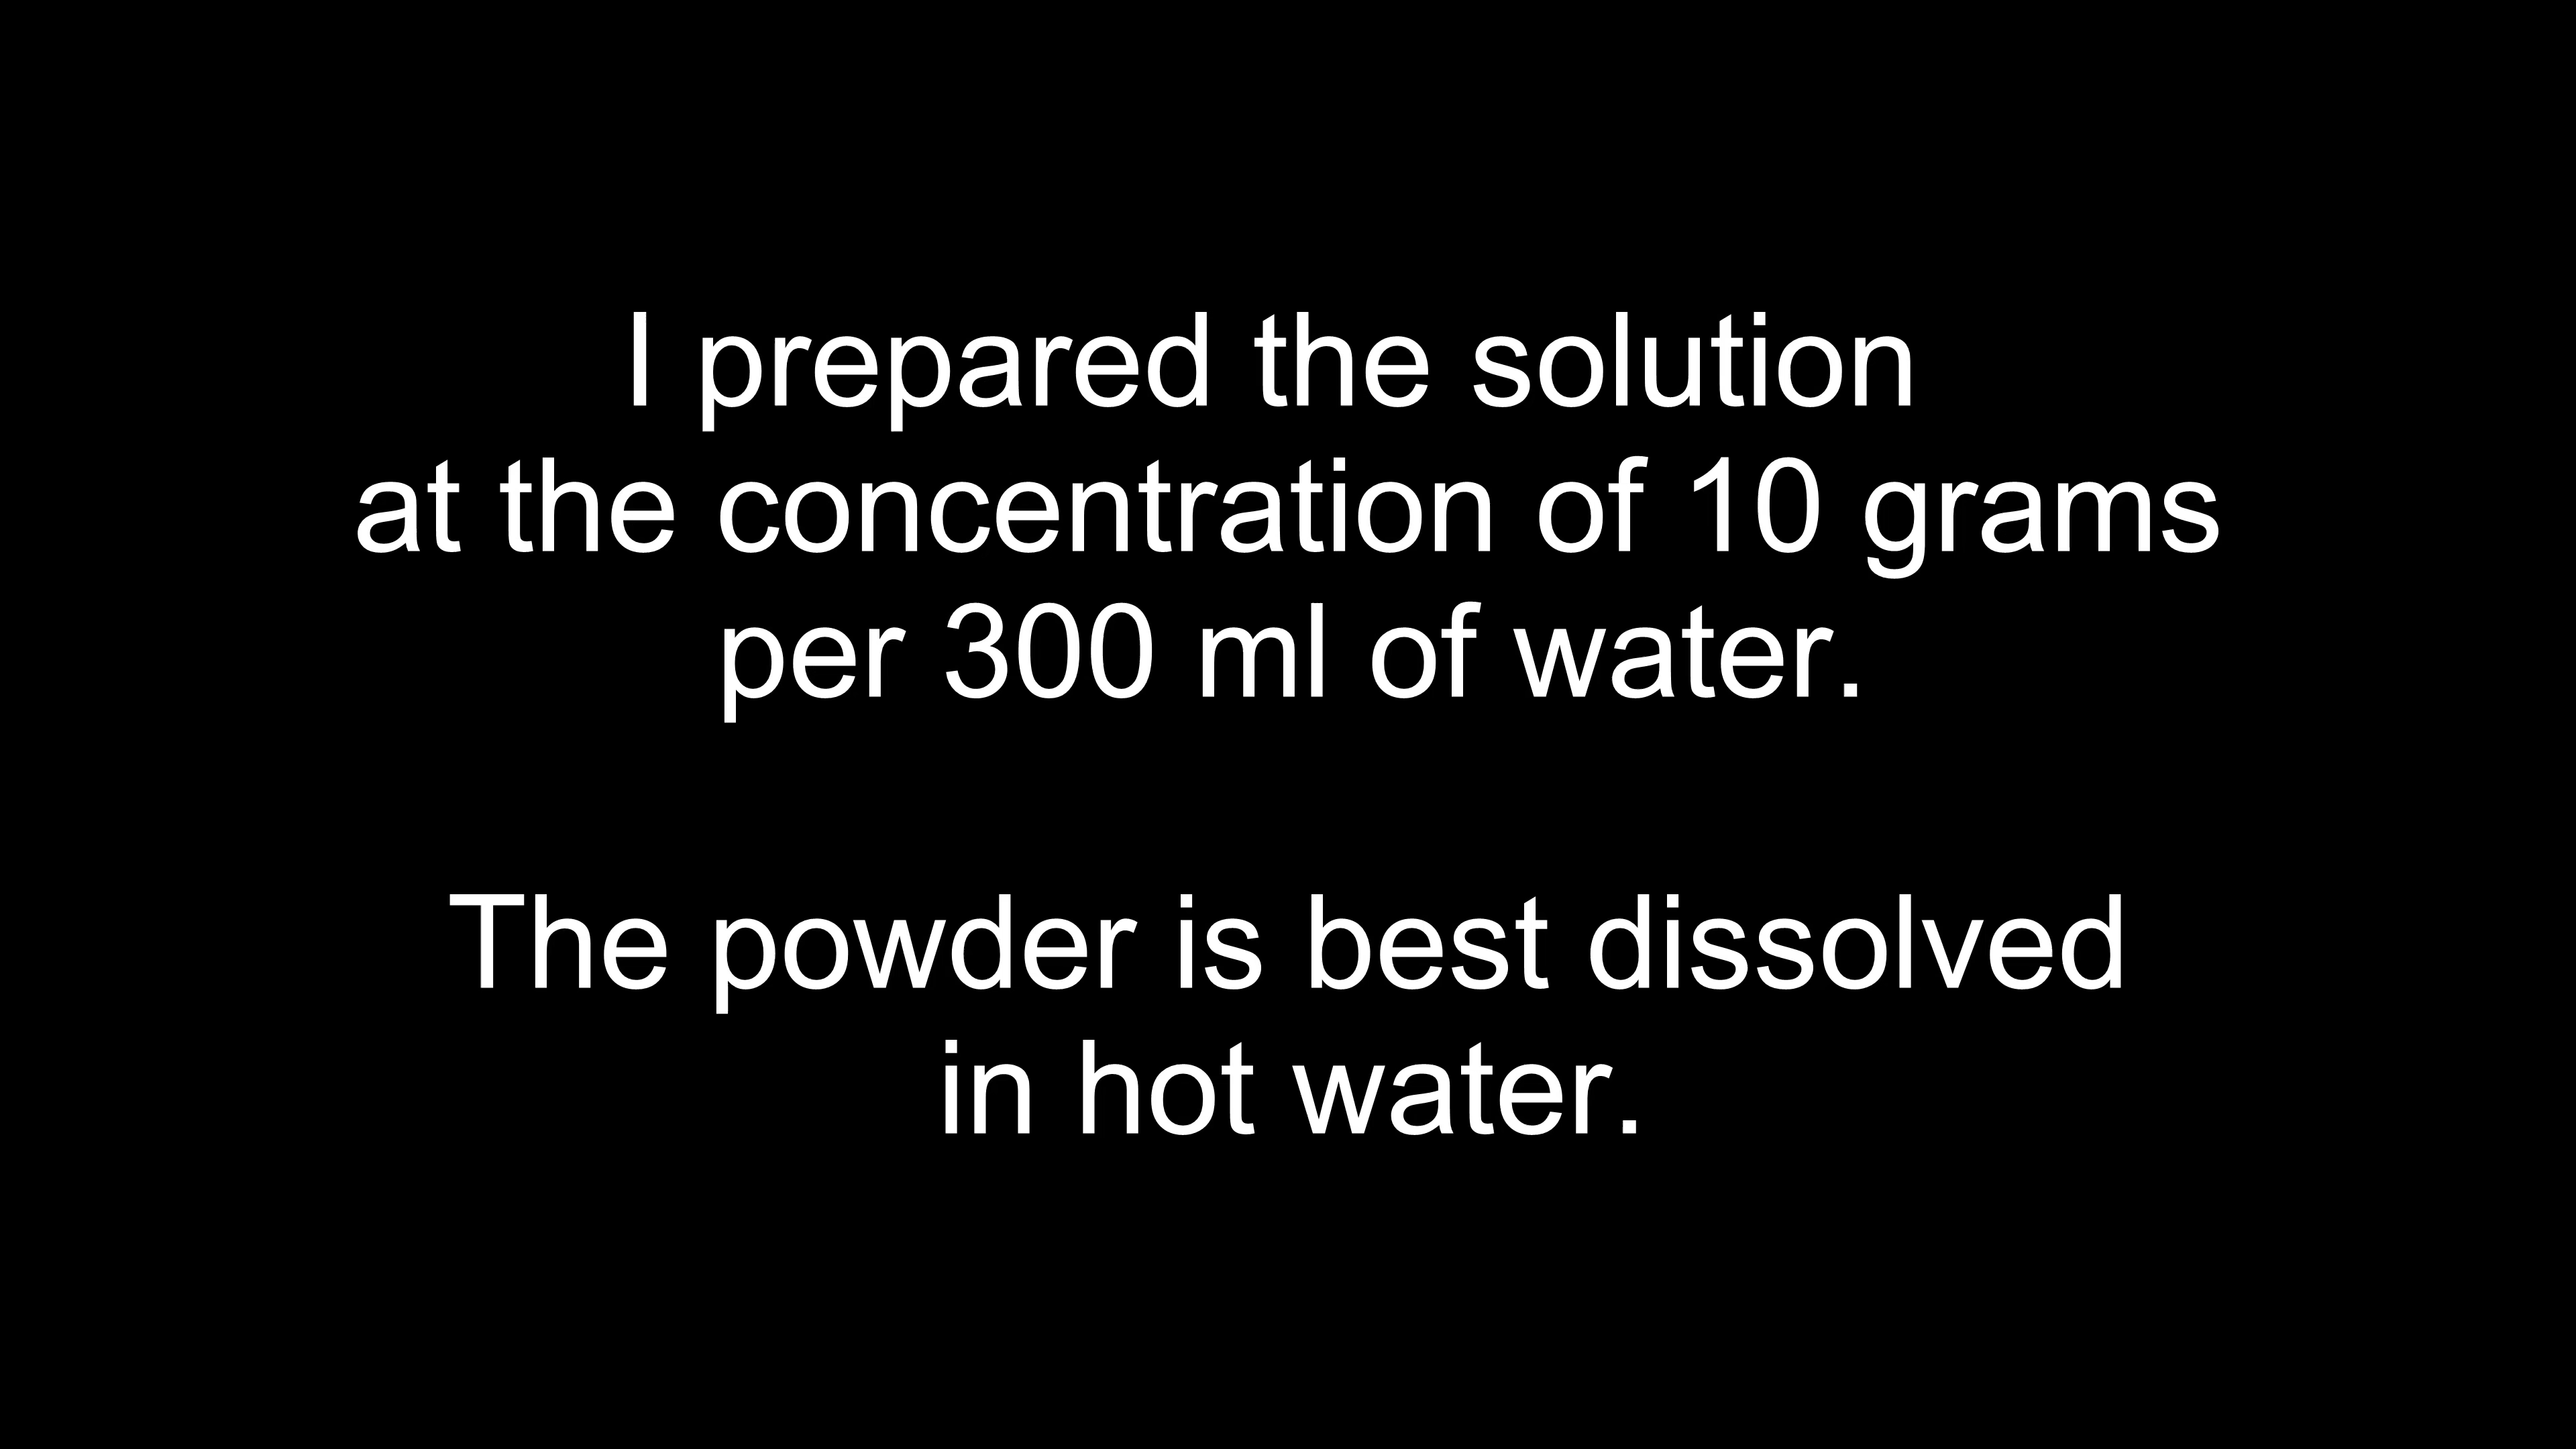 I prepared the solution
at the concentration of 10 grams
per 300 ml of water.
The powder is best dissolved
in hot water.